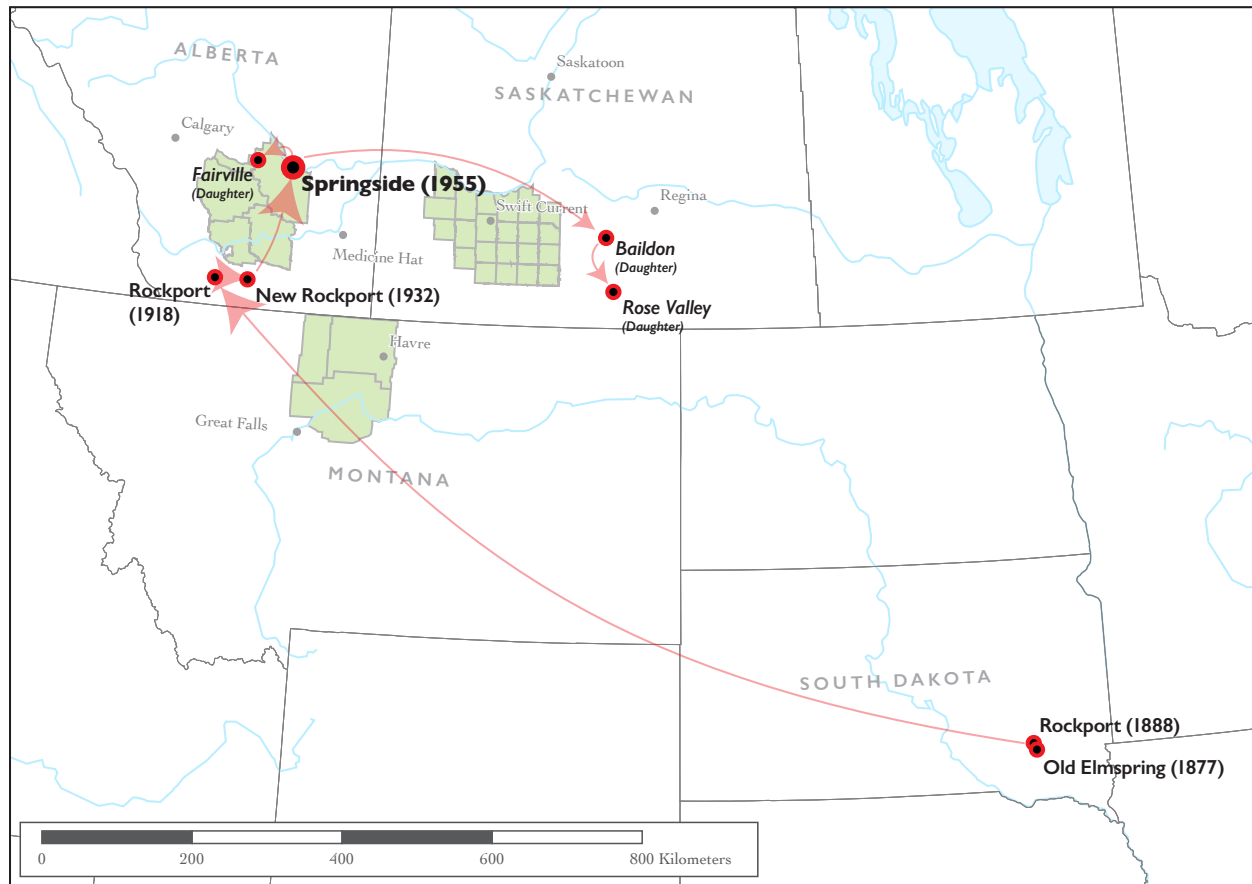 ALBERTA
Saskatoon
SASKATCHEWAN
Calgary
Fairville
(Daughter)
Springside (1955)
Regina
Swift Current
Medicine Hat
Baildon
(Daughter)
Rockport
(1918)
New Rockport (1932)
Rose Valley
(Daughter)
Havre
Great Falls
MONTANA
SOUTH DAKOTA
Rockport (1888)
Old Elmspring (1877)
0 200 400 600 800 Kilometers